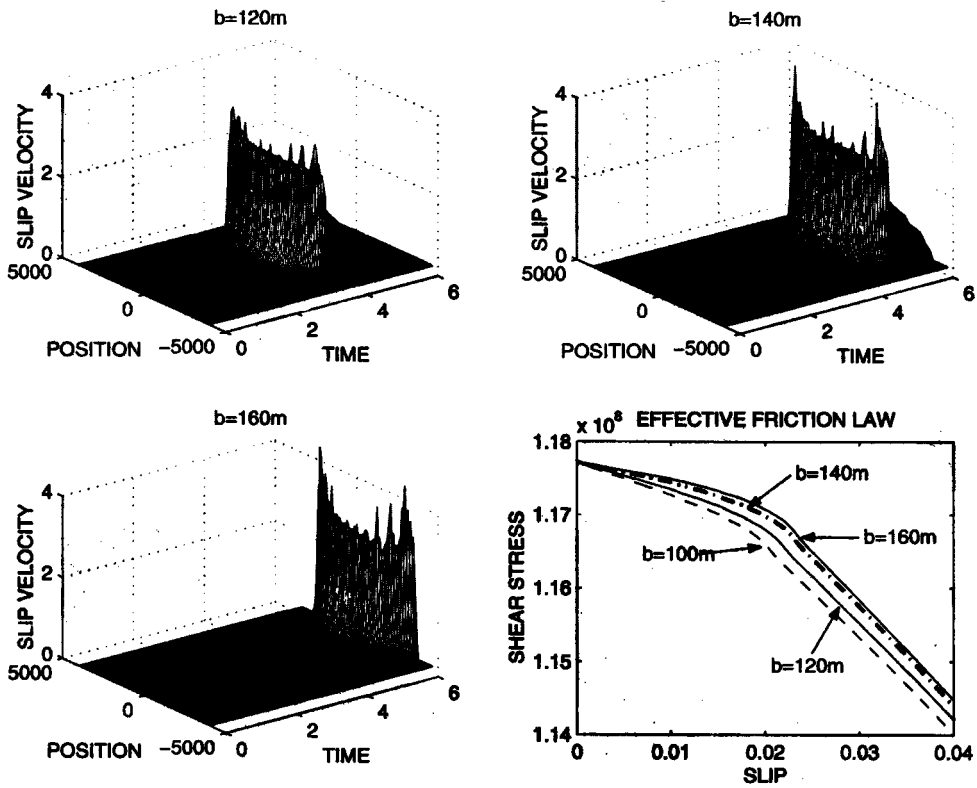 b=120m
4
2
0
SLIP VELOCITY
5000
0
-5000
POSITION
0
2
4
6
TIME
b=140m
4
2
0
SLIP VELOCITY
5000
0
-5000
POSITION
0
2
4
6
TIME
b=160m
4
2
0
SLIP VELOCITY
5000
0
-5000
POSITION
0
2
4
6
TIME
x 10⁸ EFFECTIVE FRICTION LAW
1.18
1.17
1.16
1.15
1.14
SHEAR STRESS
b=140m
b=160m
b=100m
b=120m
0
0.01
0.02
0.03
0.04
SLIP